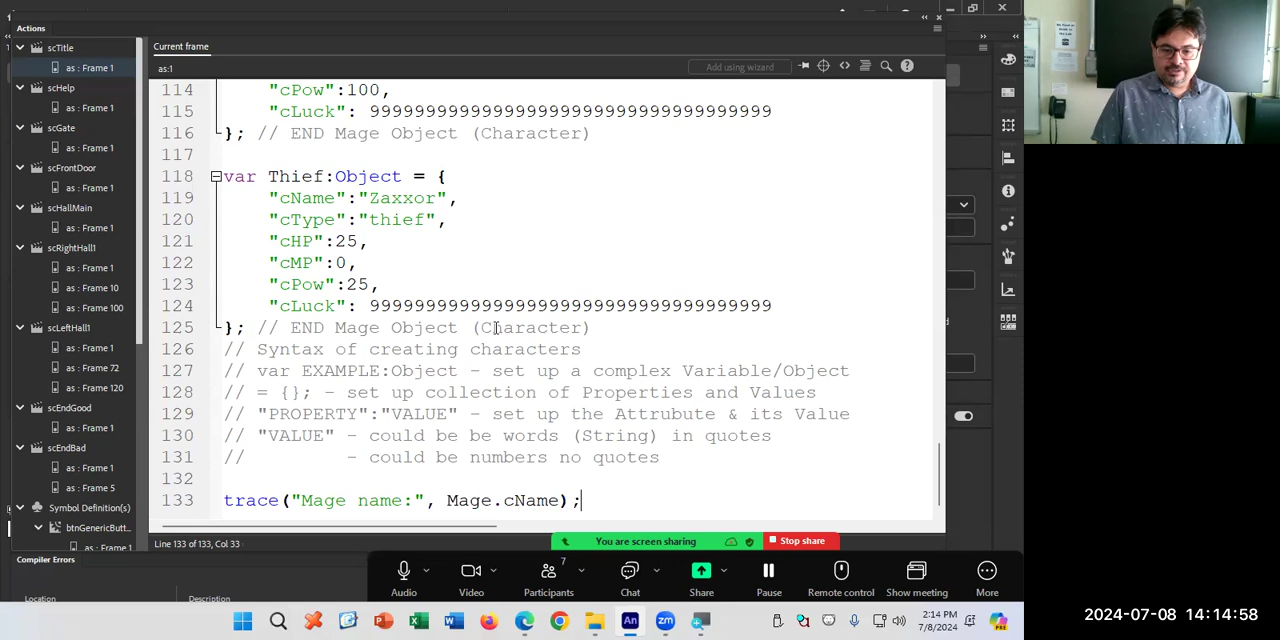 Actions
scTitle
as : Frame 1
scHelp
as : Frame 1
scGate
as : Frame 1
scFrontDoor
as : Frame 1
scHallMain
as : Frame 1
scRightHall1
as : Frame 1
as : Frame 10
as : Frame 100
scLeftHall1
as : Frame 1
as : Frame 72
as : Frame 120
scEndGood
as : Frame 1
scEndBad
as : Frame 1
as : Frame 5
Symbol Definition(s)
btnGenericButt...
as : Frame 1
Current frame
as:1
Add using wizard
114 "cPow":100,
115 "cLuck": 999999999999999999999999999999999999
116 }; // END Mage Object (Character)
117
118 var Thief:Object = {
119 "cName":"Zaxxor",
120 "cType":"thief",
121 "cHP":25,
122 "cMP":0,
123 "cPow":25,
124 "cLuck": 999999999999999999999999999999999999
125 }; // END Mage Object (Character)
126 // Syntax of creating characters
127 // var EXAMPLE:Object - set up a complex Variable/Object
128 // = {}; - set up collection of Properties and Values
129 // "PROPERTY":"VALUE" - set up the Attrubute & its Value
130 // "VALUE" - could be be words (String) in quotes
131 // - could be numbers no quotes
132
133 trace("Mage name:", Mage.cName);
Line 133 of 133, Col 33
Compiler Errors
Location
Description
You are screen sharing
Stop share
Audio
Video
7
Participants
Chat
Share
Pause
Remote control
Show meeting
More
2:14 PM
7/8/2024
2024-07-08 14:14:58